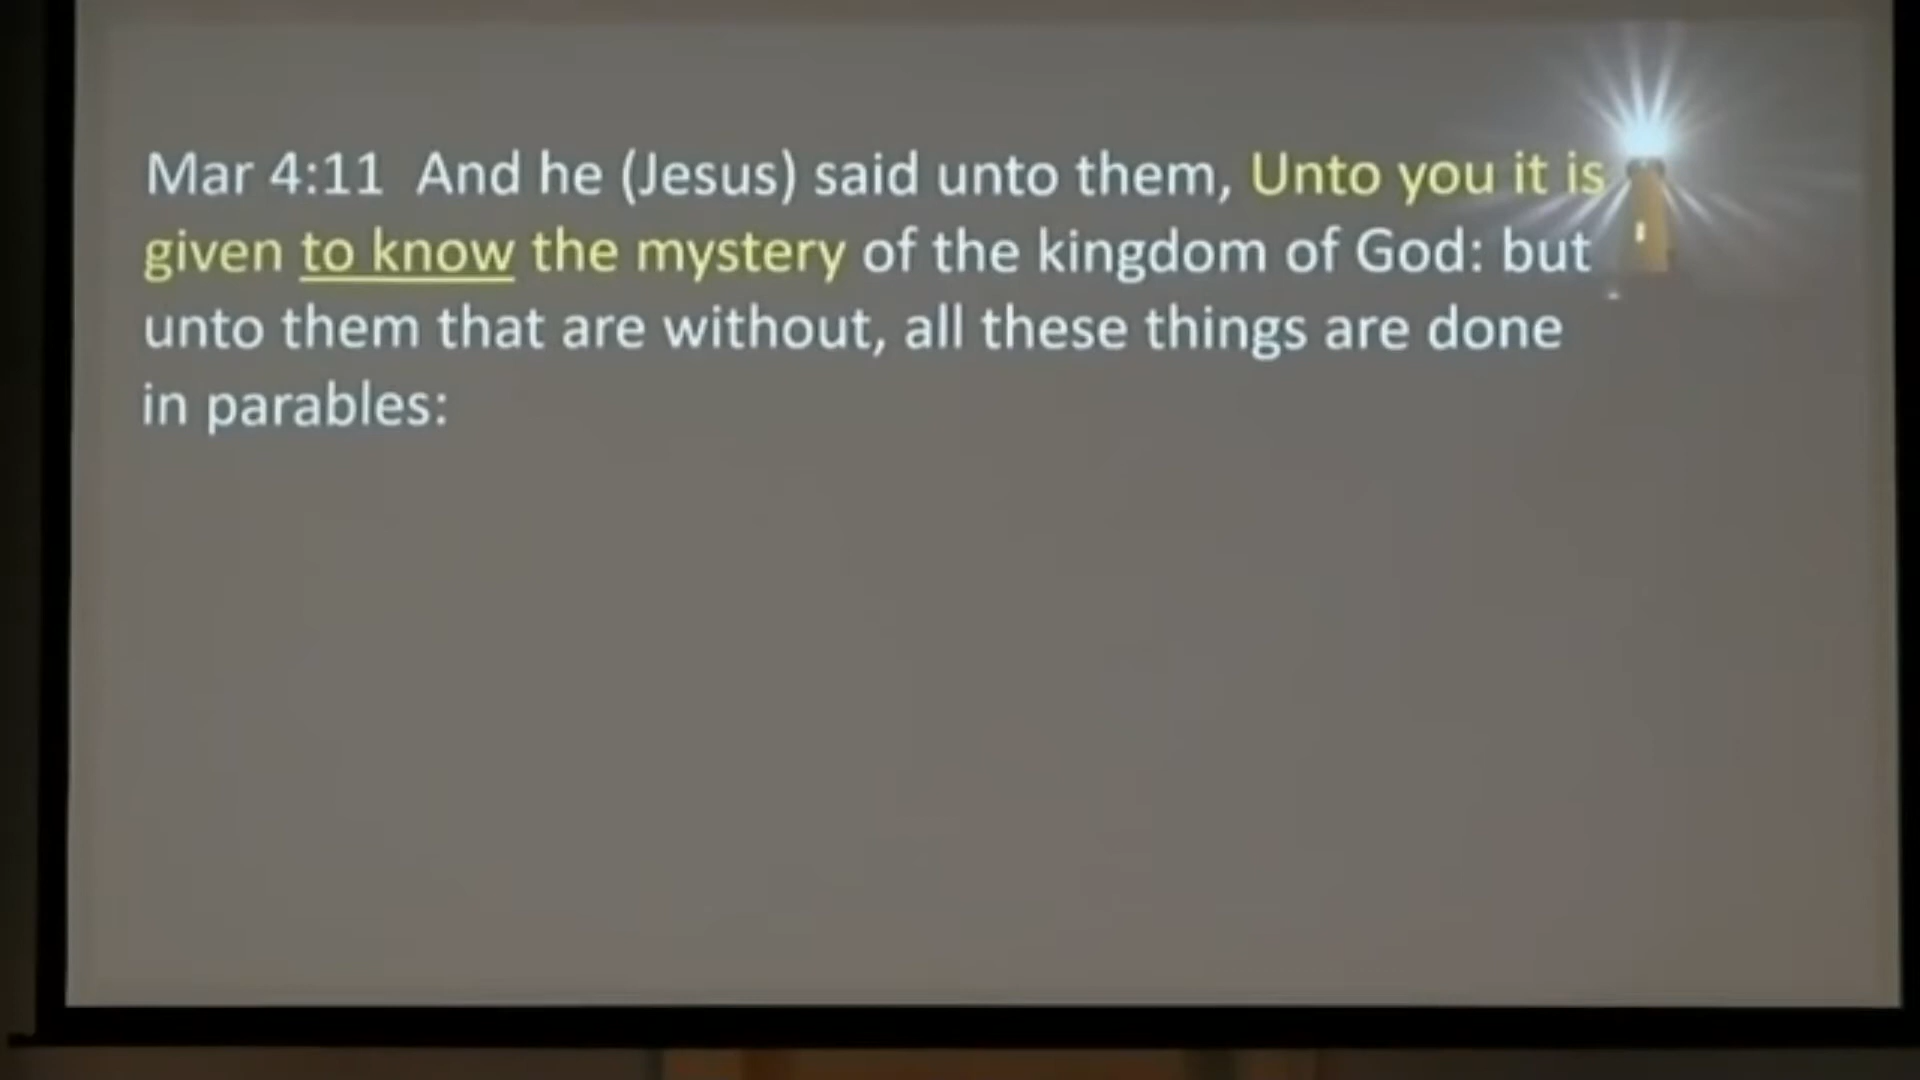 Mar 4:11  And he (Jesus) said unto them, Unto you it is
given to know the mystery of the kingdom of God: but
unto them that are without, all these things are done
in parables: